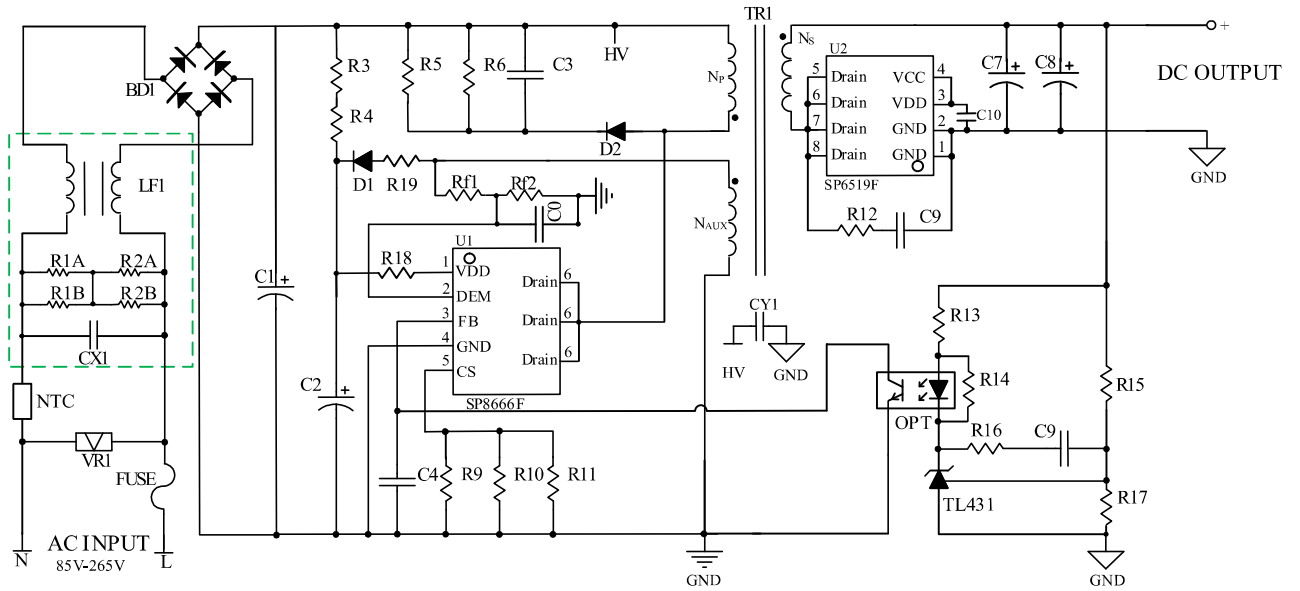 TR1
HV
R3
R5
R6
C3
NP
NS
U2
5 Drain VCC 4
6 Drain VDD 3
7 Drain GND 2
8 Drain GND 1
SP6519F
C10
C7 +
C8 +
+
DC OUTPUT
GND
BD1
R4
D2
D1
R19
Rf1
Rf2
C0
NAUX
R12
C9
LF1
R1A
R2A
R1B
R2B
CX1
C1 +
R18
U1
1 VDD
2 DEM
3 FB
4 GND
5 CS
Drain 6
Drain 6
Drain 6
SP8666F
CY1
HV
GND
R13
R14
R15
OPT
C2 +
NTC
VR1
FUSE
C4
R9
R10
R11
R16
C9
TL431
R17
N
AC INPUT
85V-265V
L
GND
GND